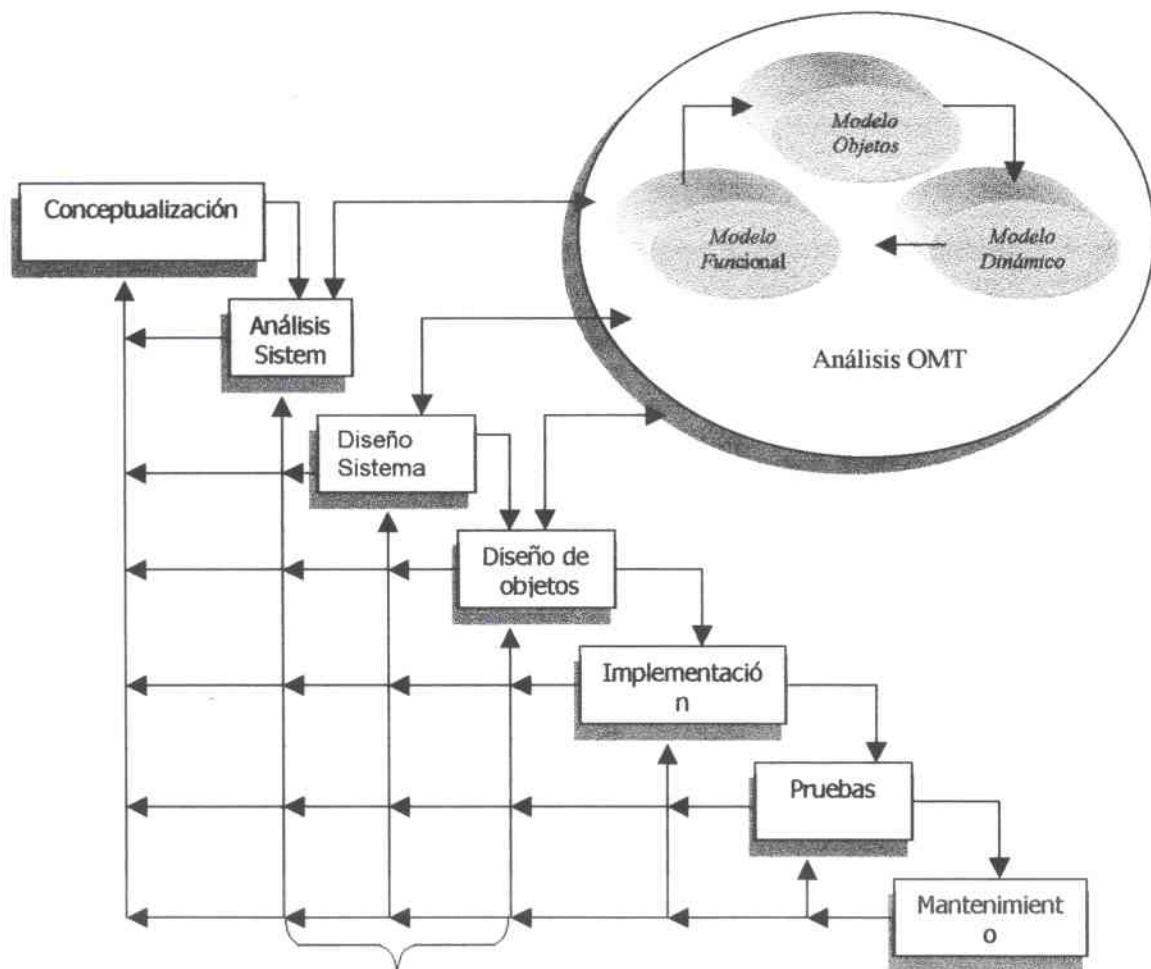 Modelo
Objetos
Conceptualización
Modelo
Funcional
Modelo
Dinámico
Análisis
Sistem
Análisis OMT
Diseño
Sistema
Diseño de
objetos
Implementació
n
Pruebas
Mantenimient
o